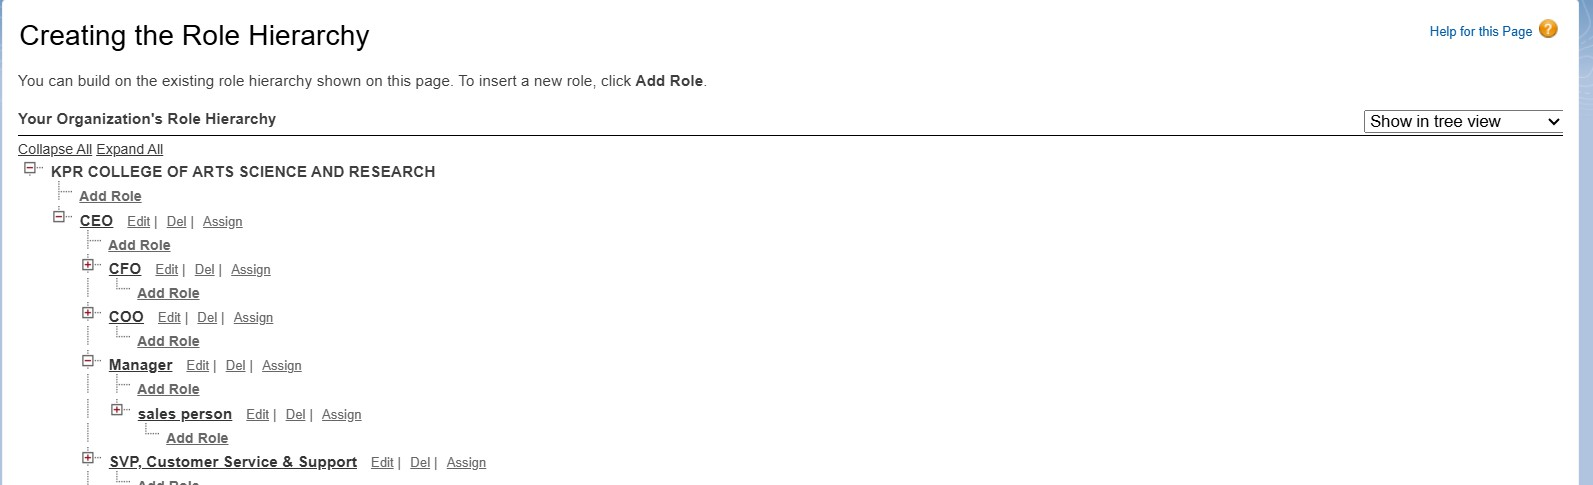 Creating the Role Hierarchy
Help for this Page ?
You can build on the existing role hierarchy shown on this page. To insert a new role, click Add Role.
Your Organization's Role Hierarchy
Show in tree view
Collapse All Expand All
KPR COLLEGE OF ARTS SCIENCE AND RESEARCH
Add Role
CEO Edit | Del | Assign
Add Role
CFO Edit | Del | Assign
Add Role
COO Edit | Del | Assign
Add Role
Manager Edit | Del | Assign
Add Role
sales person Edit | Del | Assign
Add Role
SVP, Customer Service & Support Edit | Del | Assign
Add Role